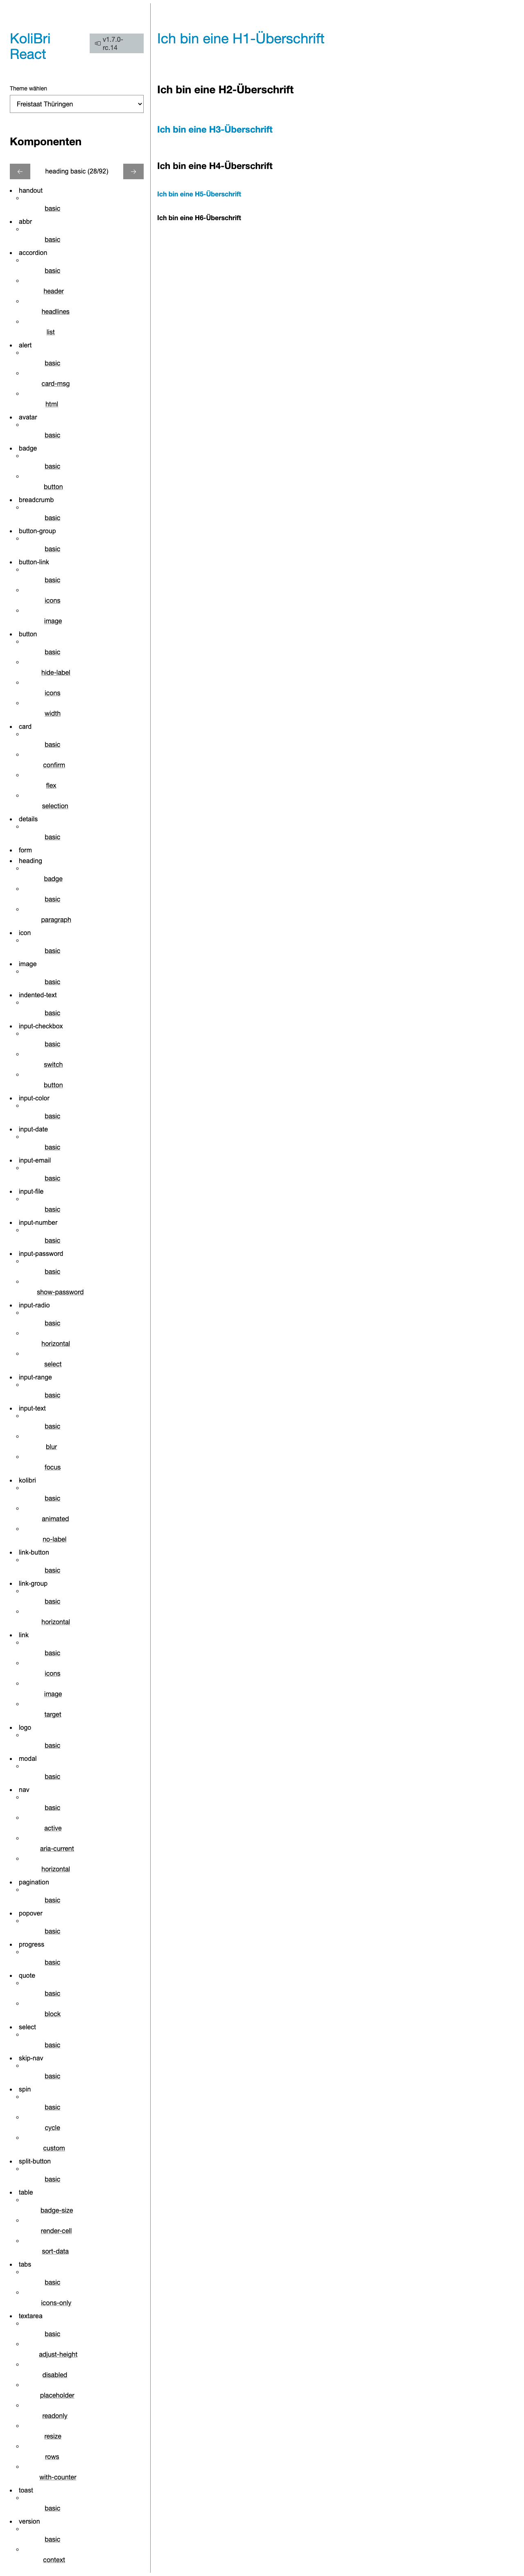 KoliBri
React
v1.7.0-
rc.14
Theme wählen
Freistaat Thüringen
Komponenten
heading basic (28/92)
handout
basic
abbr
basic
accordion
basic
header
headlines
list
alert
basic
card-msg
html
avatar
basic
badge
basic
button
breadcrumb
basic
button-group
basic
button-link
basic
icons
image
button
basic
hide-label
icons
width
card
basic
confirm
flex
selection
details
basic
form
heading
badge
basic
paragraph
icon
basic
image
basic
indented-text
basic
input-checkbox
basic
switch
button
input-color
basic
input-date
basic
input-email
basic
input-file
basic
input-number
basic
input-password
basic
show-password
input-radio
basic
horizontal
select
input-range
basic
input-text
basic
blur
focus
kolibri
basic
animated
no-label
link-button
basic
link-group
basic
horizontal
link
basic
icons
image
target
logo
basic
modal
basic
nav
basic
active
aria-current
horizontal
pagination
basic
popover
basic
progress
basic
quote
basic
block
select
basic
skip-nav
basic
spin
basic
cycle
custom
split-button
basic
table
badge-size
render-cell
sort-data
tabs
basic
icons-only
textarea
basic
adjust-height
disabled
placeholder
readonly
resize
rows
with-counter
toast
basic
version
basic
context
Ich bin eine H1-Überschrift
Ich bin eine H2-Überschrift
Ich bin eine H3-Überschrift
Ich bin eine H4-Überschrift
Ich bin eine H5-Überschrift
Ich bin eine H6-Überschrift